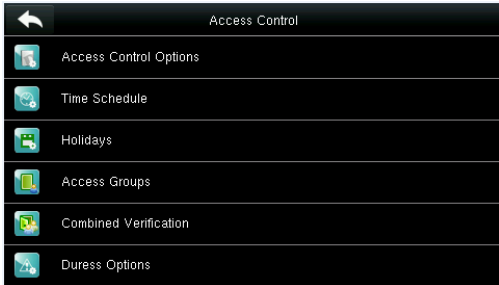 Access Control
Access Control Options
Time Schedule
Holidays
Access Groups
Combined Verification
Duress Options